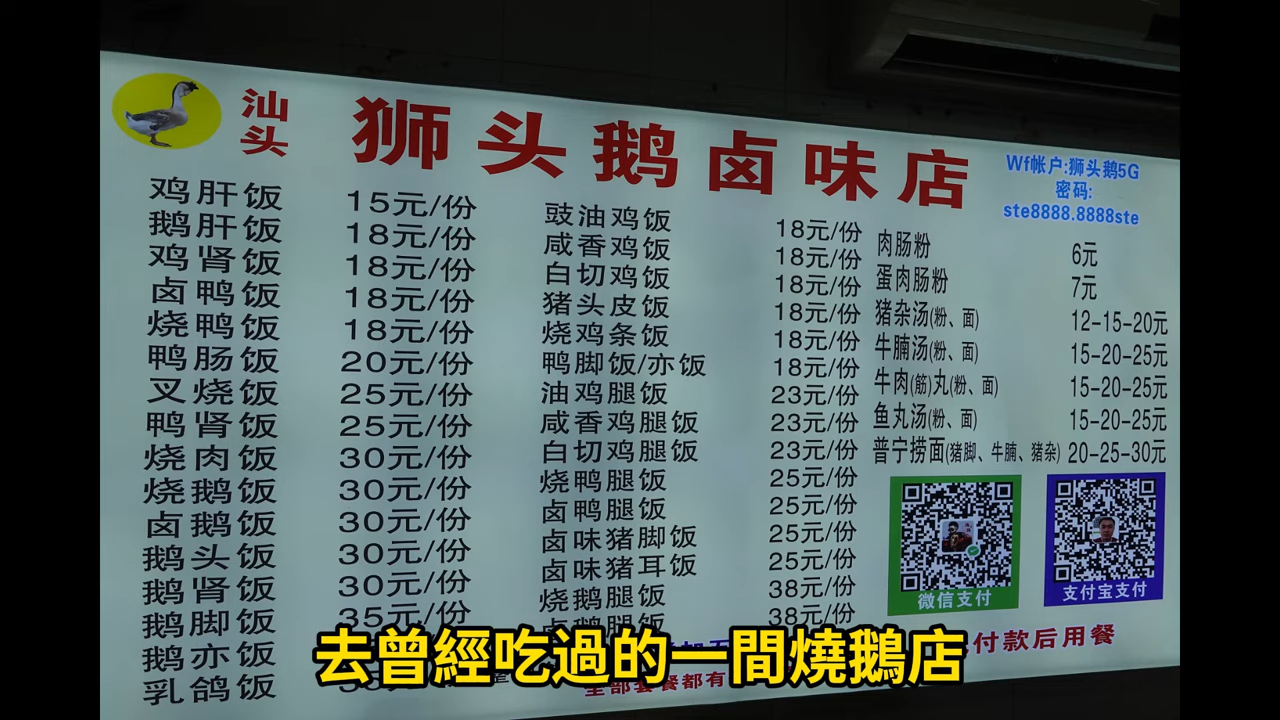 汕头
狮头鹅卤味店
Wf帐户:狮头鹅5G
密码:
ste8888.8888ste
鸡肝饭 15元/份
鹅肝饭 18元/份
鸡肾饭 18元/份
卤鸭饭 18元/份
烧鸭饭 18元/份
鸭肠饭 20元/份
叉烧饭 25元/份
鸭肾饭 25元/份
烧肉饭 30元/份
烧鹅饭 30元/份
卤鹅饭 30元/份
鹅头饭 30元/份
鹅肾饭 30元/份
鹅脚饭 35元/份
鹅亦饭
乳鸽饭
豉油鸡饭 18元/份
咸香鸡饭 18元/份
白切鸡饭 18元/份
猪头皮饭 18元/份
烧鸡条饭 18元/份
鸭脚饭/亦饭 18元/份
油鸡腿饭 23元/份
咸香鸡腿饭 23元/份
白切鸡腿饭 23元/份
烧鸭腿饭 25元/份
卤鸭腿饭 25元/份
卤味猪脚饭 25元/份
卤味猪耳饭 25元/份
烧鹅腿饭 38元/份
卤鹅腿饭 38元/份
肉肠粉 6元
蛋肉肠粉 7元
猪杂汤(粉、面) 12-15-20元
牛腩汤(粉、面) 15-20-25元
牛肉(筋)丸(粉、面) 15-20-25元
鱼丸汤(粉、面) 15-20-25元
普宁捞面(猪脚、牛腩、猪杂) 20-25-30元
微信支付
支付宝支付
付款后用餐
全部套餐都有
去曾經吃過的一間燒鵝店